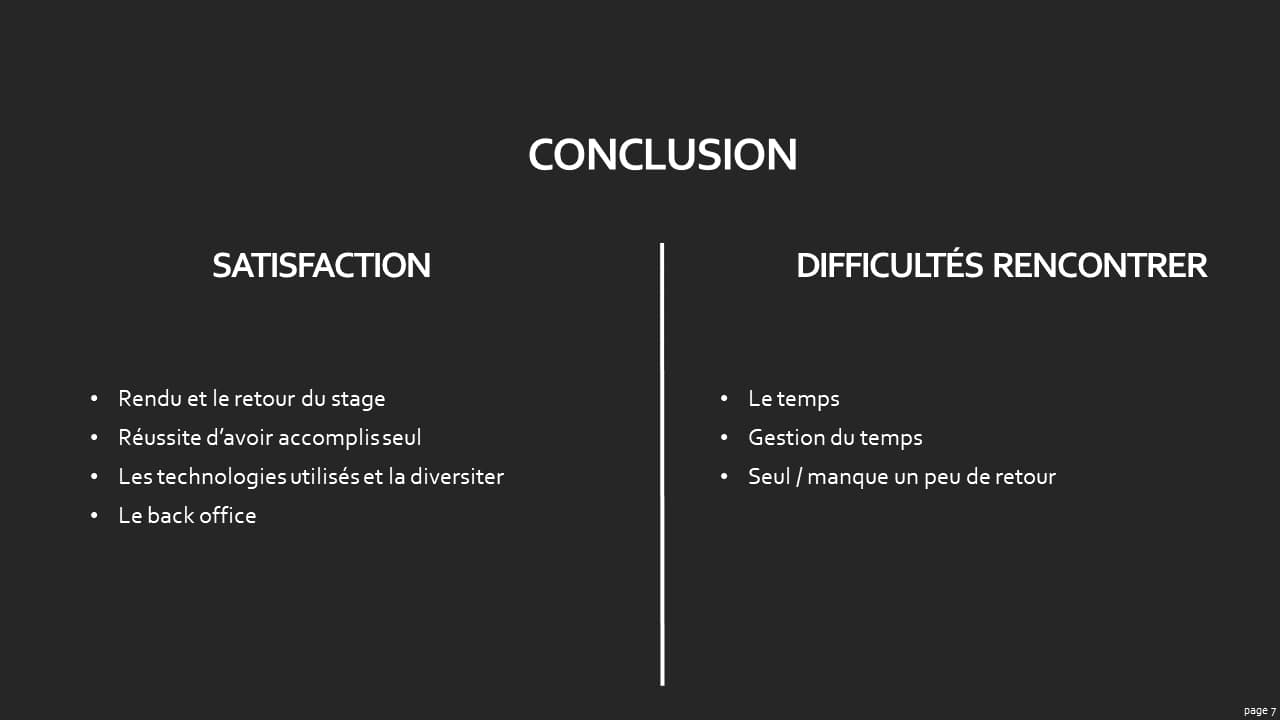 CONCLUSION
SATISFACTION
• Rendu et le retour du stage
• Réussite d’avoir accomplis seul
• Les technologies utilisés et la diversiter
• Le back office
DIFFICULTÉS RENCONTRER
• Le temps
• Gestion du temps
• Seul / manque un peu de retour
page 7